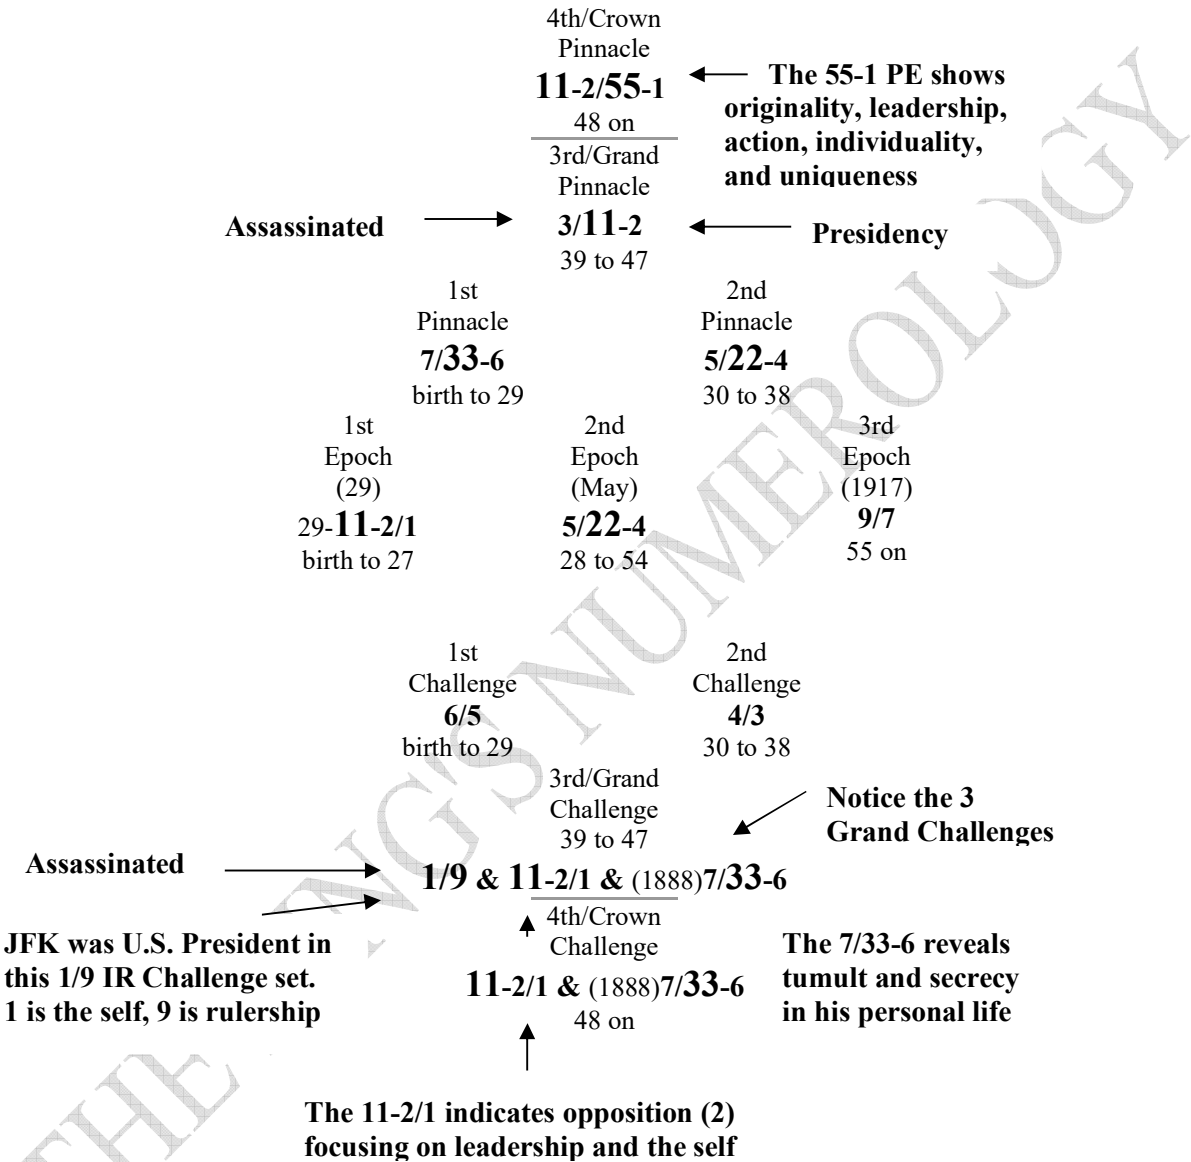 4th/Crown
Pinnacle
11-2/55-1
48 on
The 55-1 PE shows
originality, leadership,
action, individuality,
and uniqueness
3rd/Grand
Pinnacle
Assassinated
3/11-2
Presidency
39 to 47
1st
Pinnacle
7/33-6
birth to 29
2nd
Pinnacle
5/22-4
30 to 38
1st
Epoch
(29)
29-11-2/1
birth to 27
2nd
Epoch
(May)
5/22-4
28 to 54
3rd
Epoch
(1917)
9/7
55 on
1st
Challenge
6/5
birth to 29
2nd
Challenge
4/3
30 to 38
3rd/Grand
Challenge
39 to 47
Notice the 3
Grand Challenges
Assassinated
1/9 & 11-2/1 & (1888)7/33-6
JFK was U.S. President in
this 1/9 IR Challenge set.
1 is the self, 9 is rulership
4th/Crown
Challenge
11-2/1 & (1888)7/33-6
48 on
The 7/33-6 reveals
tumult and secrecy
in his personal life
The 11-2/1 indicates opposition (2)
focusing on leadership and the self